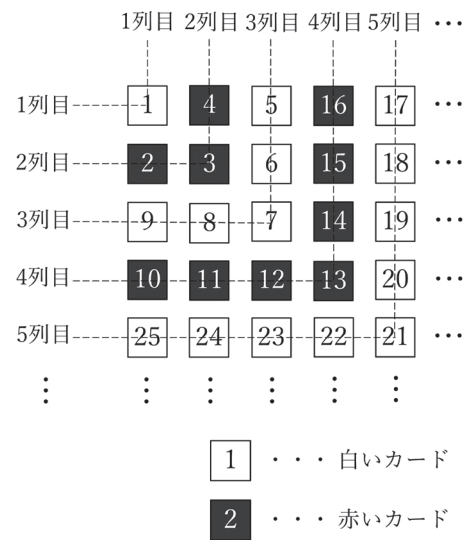 1列目 2列目 3列目 4列目 5列目 ･･･
1列目 1 4 5 16 17 ･･･
2列目 2 3 6 15 18 ･･･
3列目 9 8 7 14 19 ･･･
4列目 10 11 12 13 20 ･･･
5列目 25 24 23 22 21 ･･･
1 ･･･ 白いカード
2 ･･･ 赤いカード